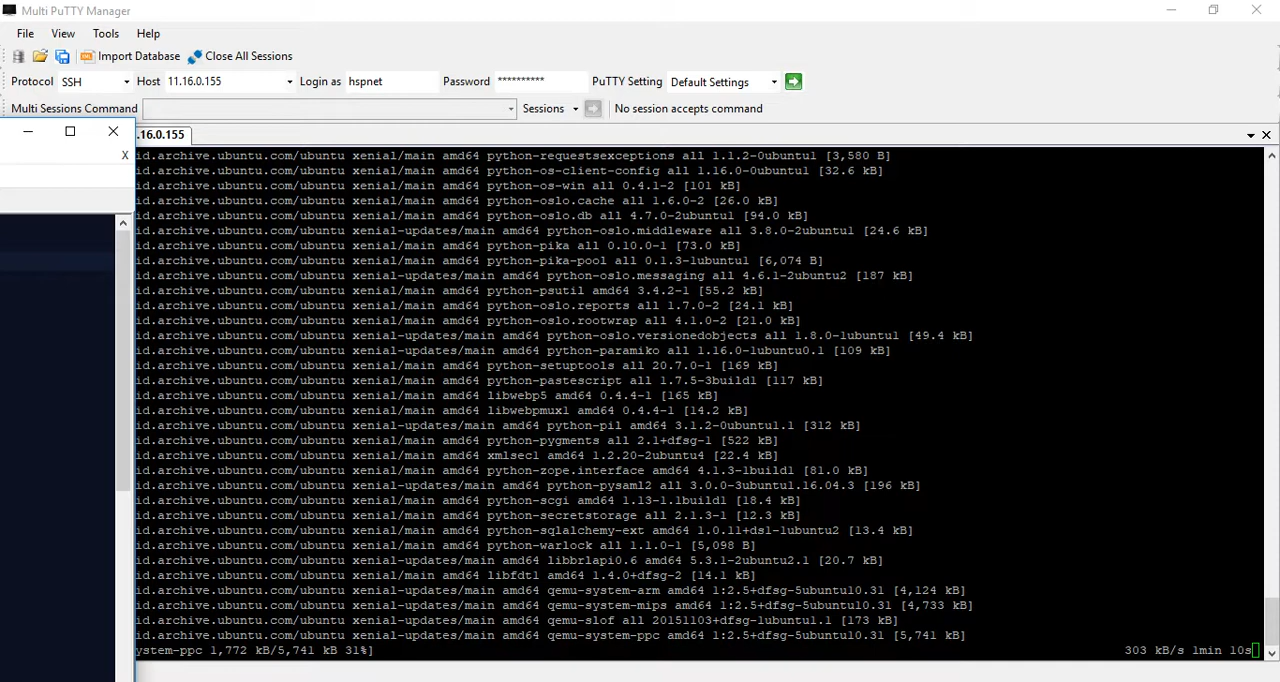 Multi PuTTY Manager
File View Tools Help
Import Database Close All Sessions
Protocol SSH Host 11.16.0.155 Login as hspnet Password ********** PuTTY Setting Default Settings
Multi Sessions Command Sessions No session accepts command
.16.0.155
X
id.archive.ubuntu.com/ubuntu xenial/main amd64 python-requestsexceptions all 1.1.2-0ubuntu1 [3,580 B]
id.archive.ubuntu.com/ubuntu xenial/main amd64 python-os-client-config all 1.16.0-0ubuntu1 [32.6 kB]
id.archive.ubuntu.com/ubuntu xenial/main amd64 python-os-win all 0.4.1-2 [101 kB]
id.archive.ubuntu.com/ubuntu xenial/main amd64 python-oslo.cache all 1.6.0-2 [26.0 kB]
id.archive.ubuntu.com/ubuntu xenial/main amd64 python-oslo.db all 4.7.0-2ubuntu1 [94.0 kB]
id.archive.ubuntu.com/ubuntu xenial-updates/main amd64 python-oslo.middleware all 3.8.0-2ubuntu1 [24.6 kB]
id.archive.ubuntu.com/ubuntu xenial/main amd64 python-pika all 0.10.0-1 [73.0 kB]
id.archive.ubuntu.com/ubuntu xenial/main amd64 python-pika-pool all 0.1.3-1ubuntu1 [6,074 B]
id.archive.ubuntu.com/ubuntu xenial-updates/main amd64 python-oslo.messaging all 4.6.1-2ubuntu2 [187 kB]
id.archive.ubuntu.com/ubuntu xenial/main amd64 python-psutil amd64 3.4.2-1 [55.2 kB]
id.archive.ubuntu.com/ubuntu xenial/main amd64 python-oslo.reports all 1.7.0-2 [24.1 kB]
id.archive.ubuntu.com/ubuntu xenial/main amd64 python-oslo.rootwrap all 4.1.0-2 [21.0 kB]
id.archive.ubuntu.com/ubuntu xenial-updates/main amd64 python-oslo.versionedobjects all 1.8.0-1ubuntu1 [49.4 kB]
id.archive.ubuntu.com/ubuntu xenial-updates/main amd64 python-paramiko all 1.16.0-1ubuntu0.1 [109 kB]
id.archive.ubuntu.com/ubuntu xenial/main amd64 python-setuptools all 20.7.0-1 [169 kB]
id.archive.ubuntu.com/ubuntu xenial/main amd64 python-pastescript all 1.7.5-3build1 [117 kB]
id.archive.ubuntu.com/ubuntu xenial/main amd64 libwebp5 amd64 0.4.4-1 [165 kB]
id.archive.ubuntu.com/ubuntu xenial/main amd64 libwebpmux1 amd64 0.4.4-1 [14.2 kB]
id.archive.ubuntu.com/ubuntu xenial-updates/main amd64 python-pil amd64 3.1.2-0ubuntu1.1 [312 kB]
id.archive.ubuntu.com/ubuntu xenial/main amd64 python-pygments all 2.1+dfsg-1 [522 kB]
id.archive.ubuntu.com/ubuntu xenial/main amd64 xmlsec1 amd64 1.2.20-2ubuntu4 [22.4 kB]
id.archive.ubuntu.com/ubuntu xenial/main amd64 python-zope.interface amd64 4.1.3-1build1 [81.0 kB]
id.archive.ubuntu.com/ubuntu xenial-updates/main amd64 python-pysaml2 all 3.0.0-3ubuntu1.16.04.3 [196 kB]
id.archive.ubuntu.com/ubuntu xenial/main amd64 python-scgi amd64 1.13-1.1build1 [18.4 kB]
id.archive.ubuntu.com/ubuntu xenial/main amd64 python-secretstorage all 2.1.3-1 [12.3 kB]
id.archive.ubuntu.com/ubuntu xenial/main amd64 python-sqlalchemy-ext amd64 1.0.11+ds1-1ubuntu2 [13.4 kB]
id.archive.ubuntu.com/ubuntu xenial/main amd64 python-warlock all 1.1.0-1 [5,098 B]
id.archive.ubuntu.com/ubuntu xenial-updates/main amd64 libbrlapi0.6 amd64 5.3.1-2ubuntu2.1 [20.7 kB]
id.archive.ubuntu.com/ubuntu xenial/main amd64 libfdt1 amd64 1.4.0+dfsg-2 [14.1 kB]
id.archive.ubuntu.com/ubuntu xenial-updates/main amd64 qemu-system-arm amd64 1:2.5+dfsg-5ubuntu10.31 [4,124 kB]
id.archive.ubuntu.com/ubuntu xenial-updates/main amd64 qemu-system-mips amd64 1:2.5+dfsg-5ubuntu10.31 [4,733 kB]
id.archive.ubuntu.com/ubuntu xenial-updates/main amd64 qemu-slof all 20151103+dfsg-1ubuntu1.1 [173 kB]
id.archive.ubuntu.com/ubuntu xenial-updates/main amd64 qemu-system-ppc amd64 1:2.5+dfsg-5ubuntu10.31 [5,741 kB]
ystem-ppc 1,772 kB/5,741 kB 31%] 303 kB/s 1min 10s